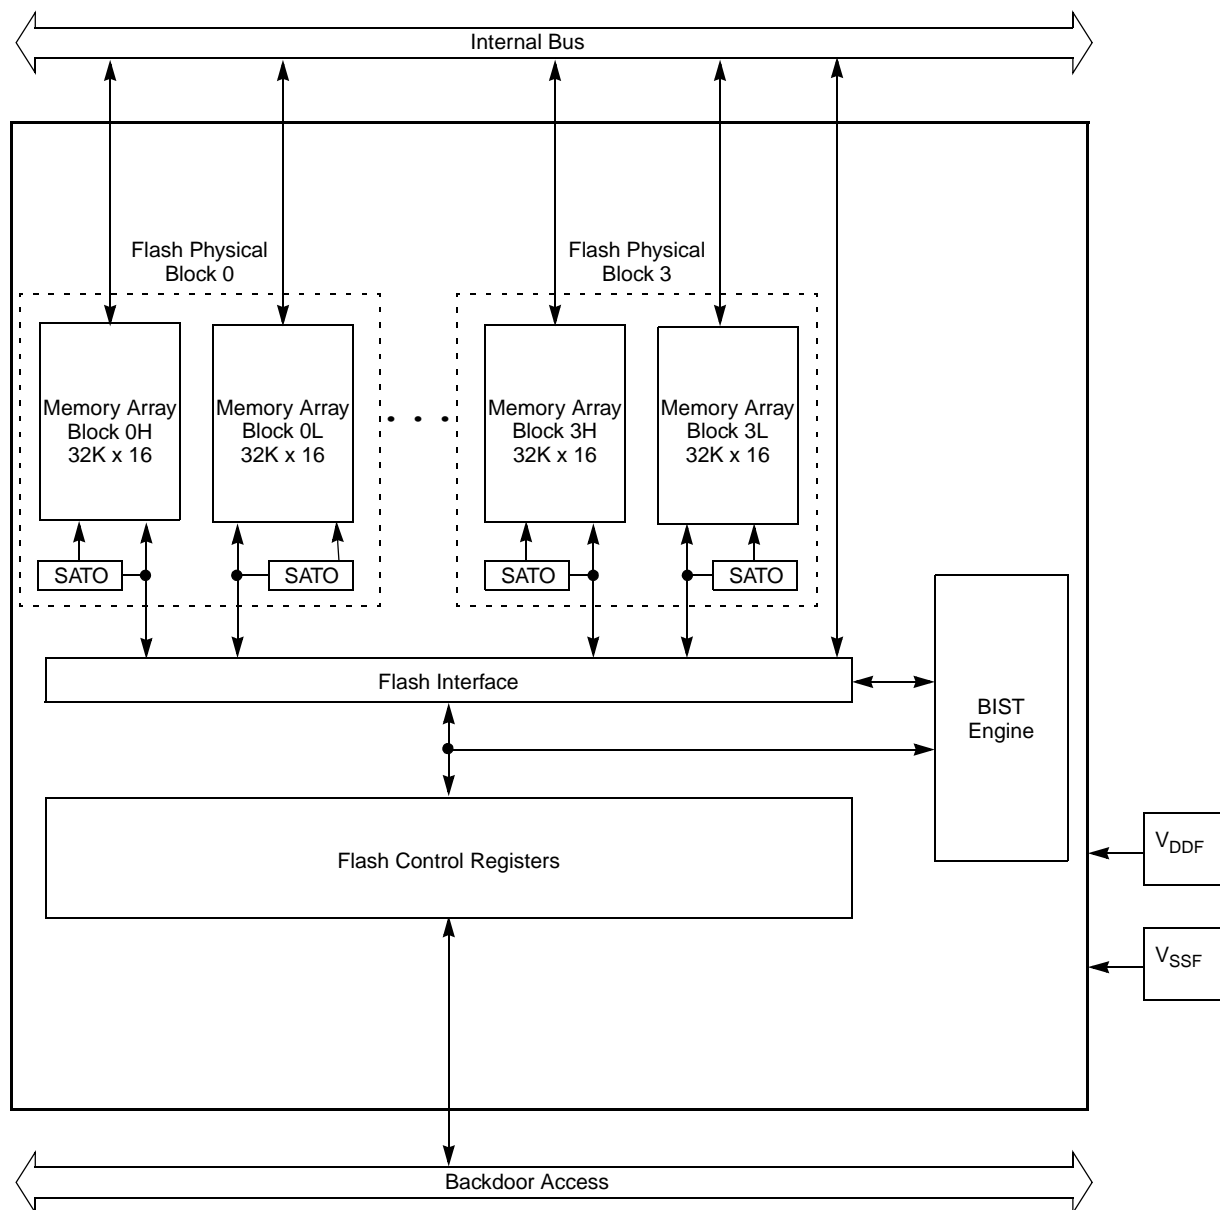 Internal Bus
Flash Physical
Block 0
Flash Physical
Block 3
Memory Array
Block 0H
32K x 16
Memory Array
Block 0L
32K x 16
Memory Array
Block 3H
32K x 16
Memory Array
Block 3L
32K x 16
SATO
SATO
SATO
SATO
Flash Interface
BIST
Engine
Flash Control Registers
VDDF
VSSF
Backdoor Access